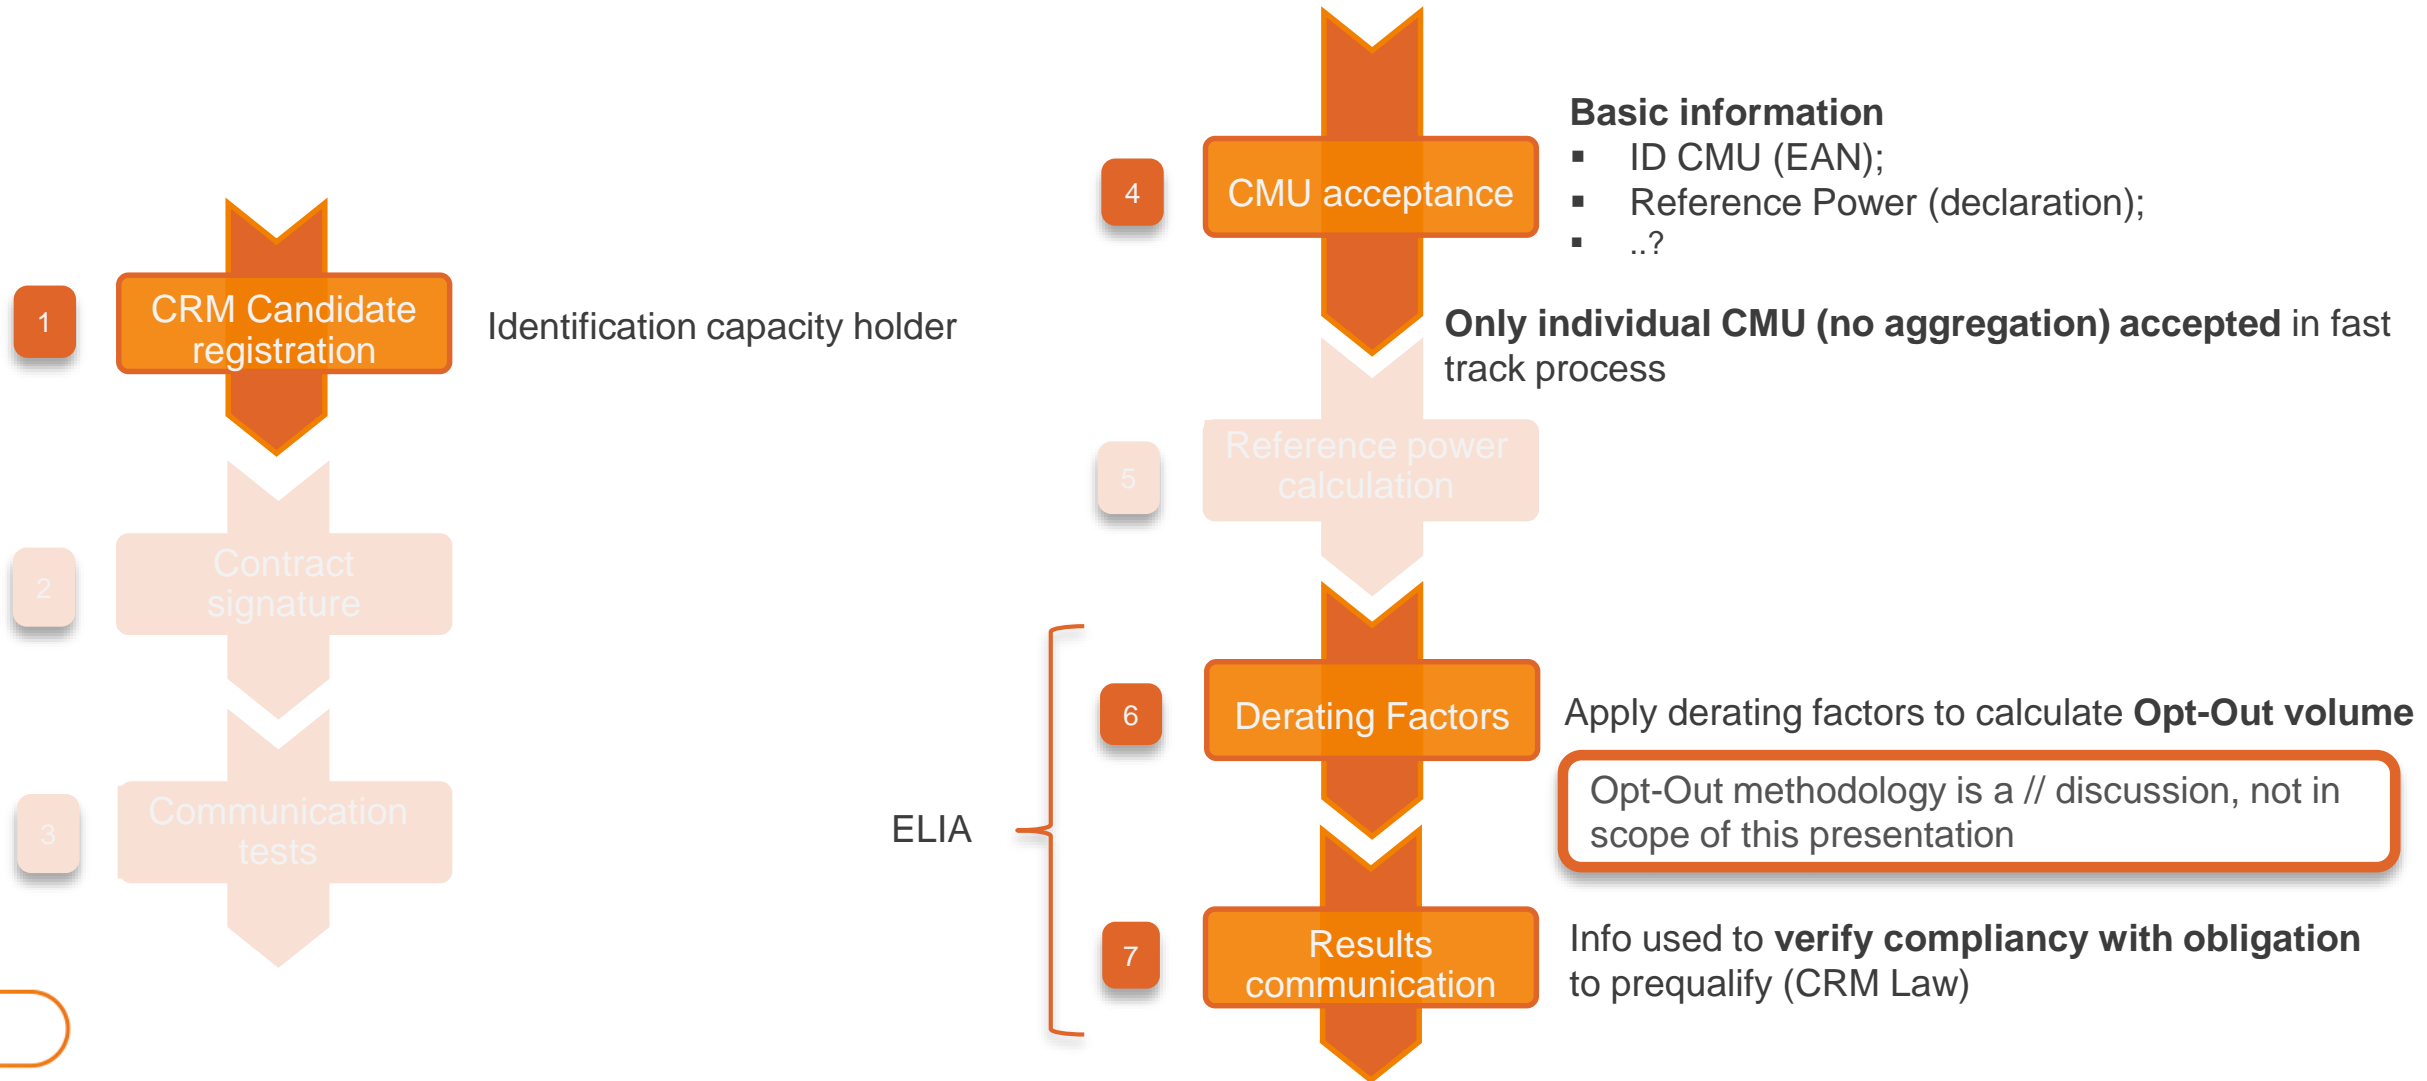 1
CRM Candidate
registration
Identification capacity holder
2
Contract
signature
3
Communication
tests
4
CMU acceptance
Basic information
▪ ID CMU (EAN);
▪ Reference Power (declaration);
▪ ..?
Only individual CMU (no aggregation) accepted in fast
track process
5
Reference power
calculation
ELIA
6
Derating Factors
Apply derating factors to calculate Opt-Out volume
Opt-Out methodology is a // discussion, not in
scope of this presentation
7
Results
communication
Info used to verify compliancy with obligation
to prequalify (CRM Law)